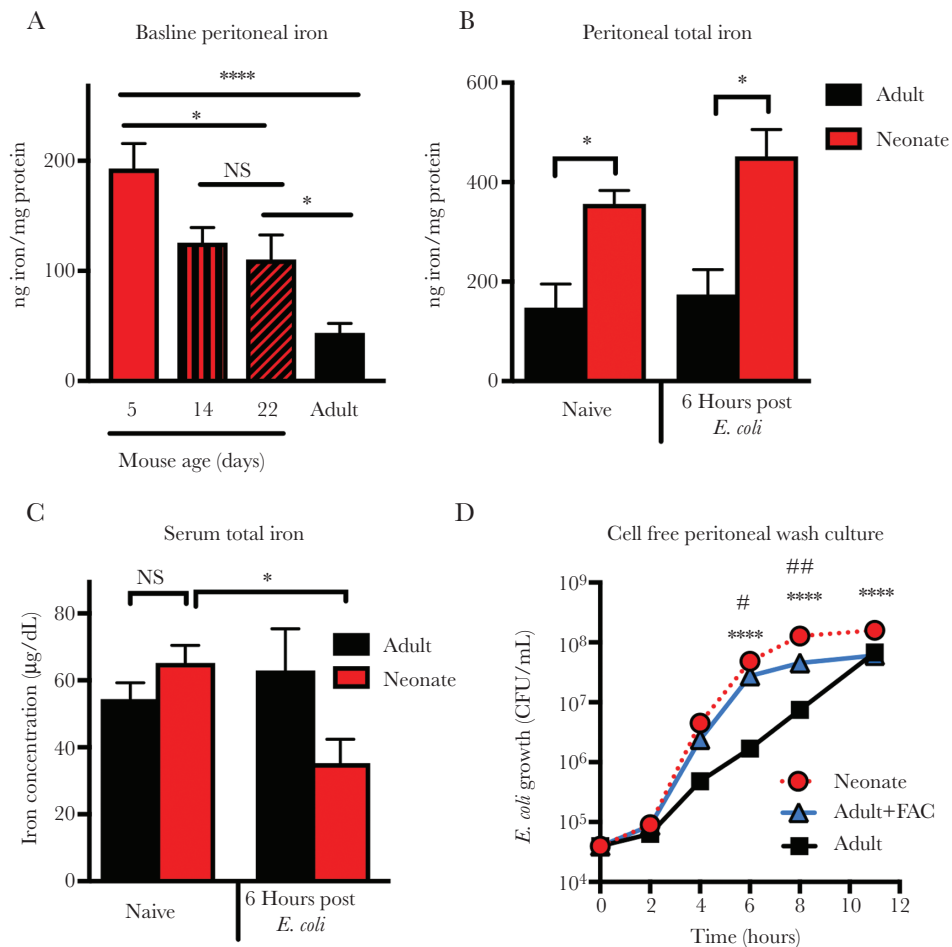 A
Basline peritoneal iron
ng iron/mg protein
200
100
0
****
*
NS
*
5 14 22 Adult
Mouse age (days)
B
Peritoneal total iron
ng iron/mg protein
600
400
200
0
*
*
Adult
Neonate
Naive
6 Hours post
E. coli
C
Serum total iron
Iron concentration (µg/dL)
80
60
40
20
0
NS
*
Adult
Neonate
Naive
6 Hours post
E. coli
D
Cell free peritoneal wash culture
E. coli growth (CFU/mL)
10⁹
10⁸
10⁷
10⁶
10⁵
10⁴
##
#
**** **** ****
Neonate
Adult+FAC
Adult
0 2 4 6 8 10 12
Time (hours)